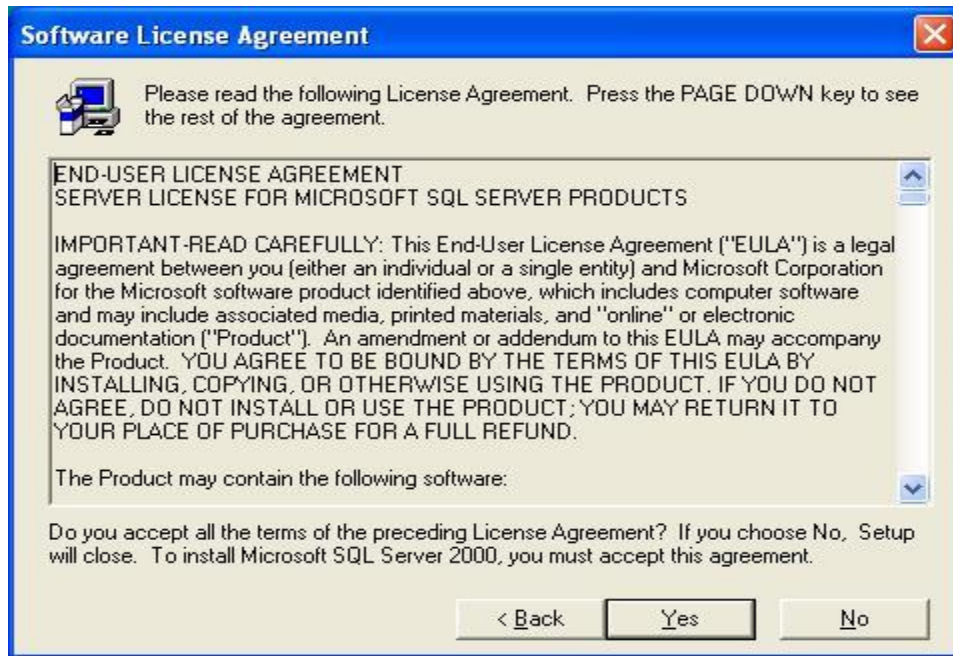 Software License Agreement
Please read the following License Agreement. Press the PAGE DOWN key to see
the rest of the agreement.
END-USER LICENSE AGREEMENT
SERVER LICENSE FOR MICROSOFT SQL SERVER PRODUCTS
IMPORTANT-READ CAREFULLY: This End-User License Agreement ("EULA") is a legal
agreement between you (either an individual or a single entity) and Microsoft Corporation
for the Microsoft software product identified above, which includes computer software
and may include associated media, printed materials, and "online" or electronic
documentation ("Product"). An amendment or addendum to this EULA may accompany
the Product. YOU AGREE TO BE BOUND BY THE TERMS OF THIS EULA BY
INSTALLING, COPYING, OR OTHERWISE USING THE PRODUCT. IF YOU DO NOT
AGREE, DO NOT INSTALL OR USE THE PRODUCT; YOU MAY RETURN IT TO
YOUR PLACE OF PURCHASE FOR A FULL REFUND.
The Product may contain the following software:
Do you accept all the terms of the preceding License Agreement? If you choose No, Setup
will close. To install Microsoft SQL Server 2000, you must accept this agreement.
< Back
Yes
No